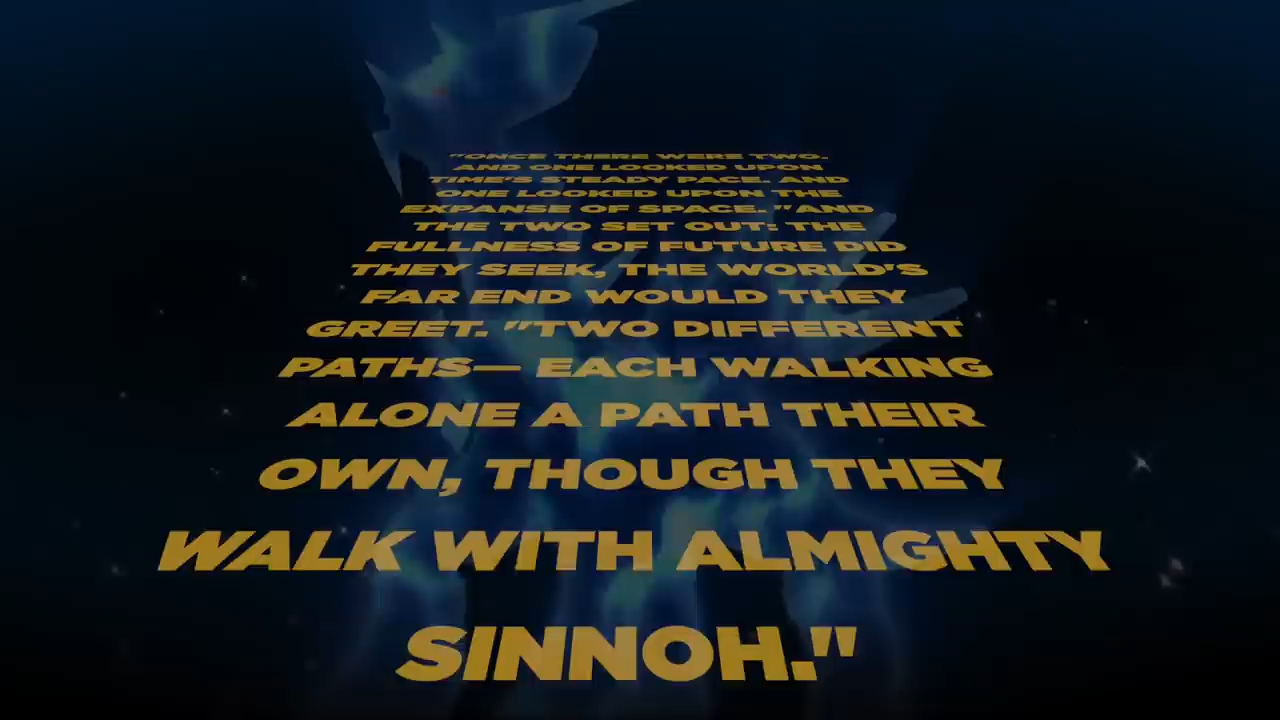 "ONCE THERE WERE TWO.
AND ONE LOOKED UPON
TIME'S STEADY PACE. AND
ONE LOOKED UPON THE
EXPANSE OF SPACE. "AND
THE TWO SET OUT: THE
FULLNESS OF FUTURE DID
THEY SEEK, THE WORLD'S
FAR END WOULD THEY
GREET. "TWO DIFFERENT
PATHS— EACH WALKING
ALONE A PATH THEIR
OWN, THOUGH THEY
WALK WITH ALMIGHTY
SINNOH."